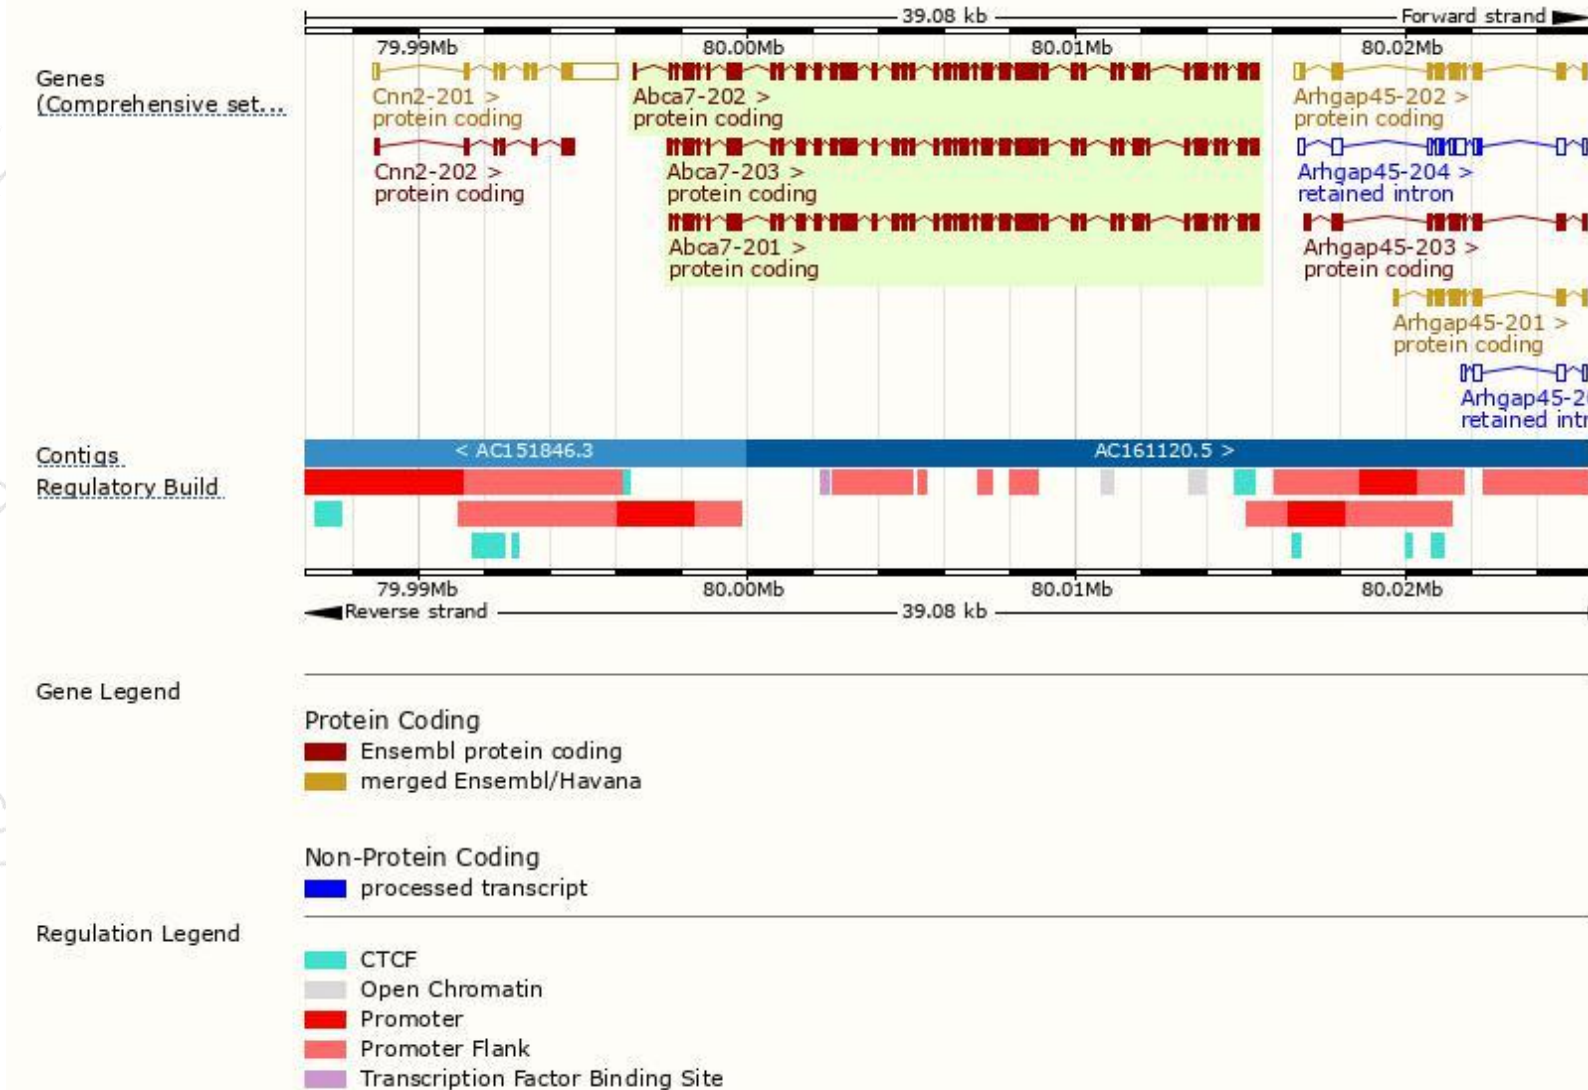 39.08 kb Forward strand
79.99Mb 80.00Mb 80.01Mb 80.02Mb
Genes
(Comprehensive set...
Cnn2-201 >
protein coding
Abca7-202 >
protein coding
Arhgap45-202 >
protein coding
Cnn2-202 >
protein coding
Abca7-203 >
protein coding
Arhgap45-204 >
retained intron
Abca7-201 >
protein coding
Arhgap45-203 >
protein coding
Arhgap45-201 >
protein coding
Arhgap45-2
retained intr
Contigs
< AC151846.3 AC161120.5 >
Regulatory Build
79.99Mb 80.00Mb 80.01Mb 80.02Mb
Reverse strand 39.08 kb
Gene Legend
Protein Coding
Ensembl protein coding
merged Ensembl/Havana
Non-Protein Coding
processed transcript
Regulation Legend
CTCF
Open Chromatin
Promoter
Promoter Flank
Transcription Factor Binding Site